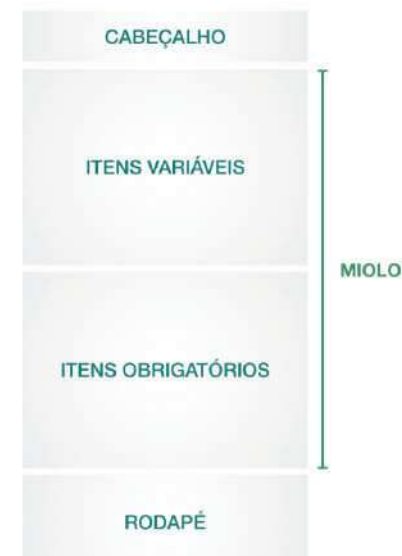 CABEÇALHO
ITENS VARIÁVEIS
MIOLO
ITENS OBRIGATÓRIOS
RODAPÉ